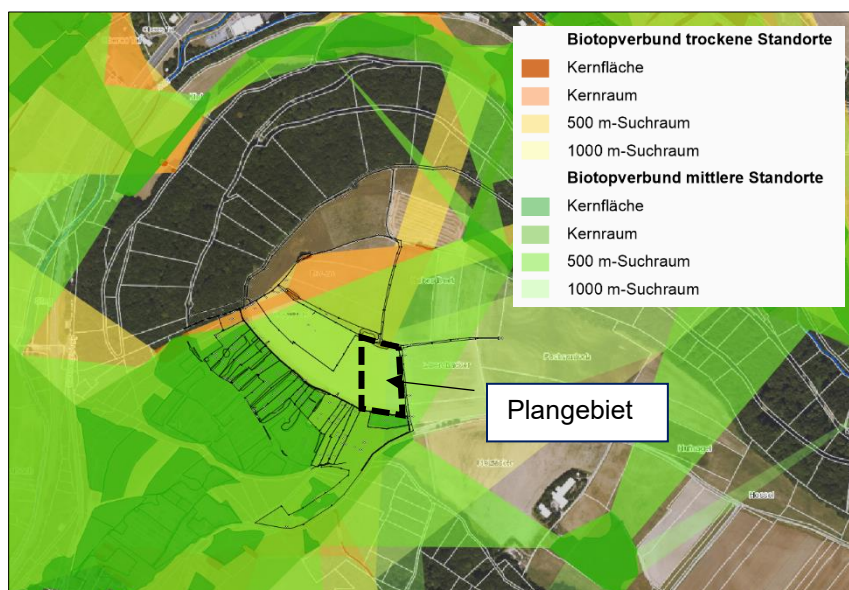 Biotopverbund trockene Standorte
Kernfläche
Kernraum
500 m-Suchraum
1000 m-Suchraum
Biotopverbund mittlere Standorte
Kernfläche
Kernraum
500 m-Suchraum
1000 m-Suchraum
Plangebiet